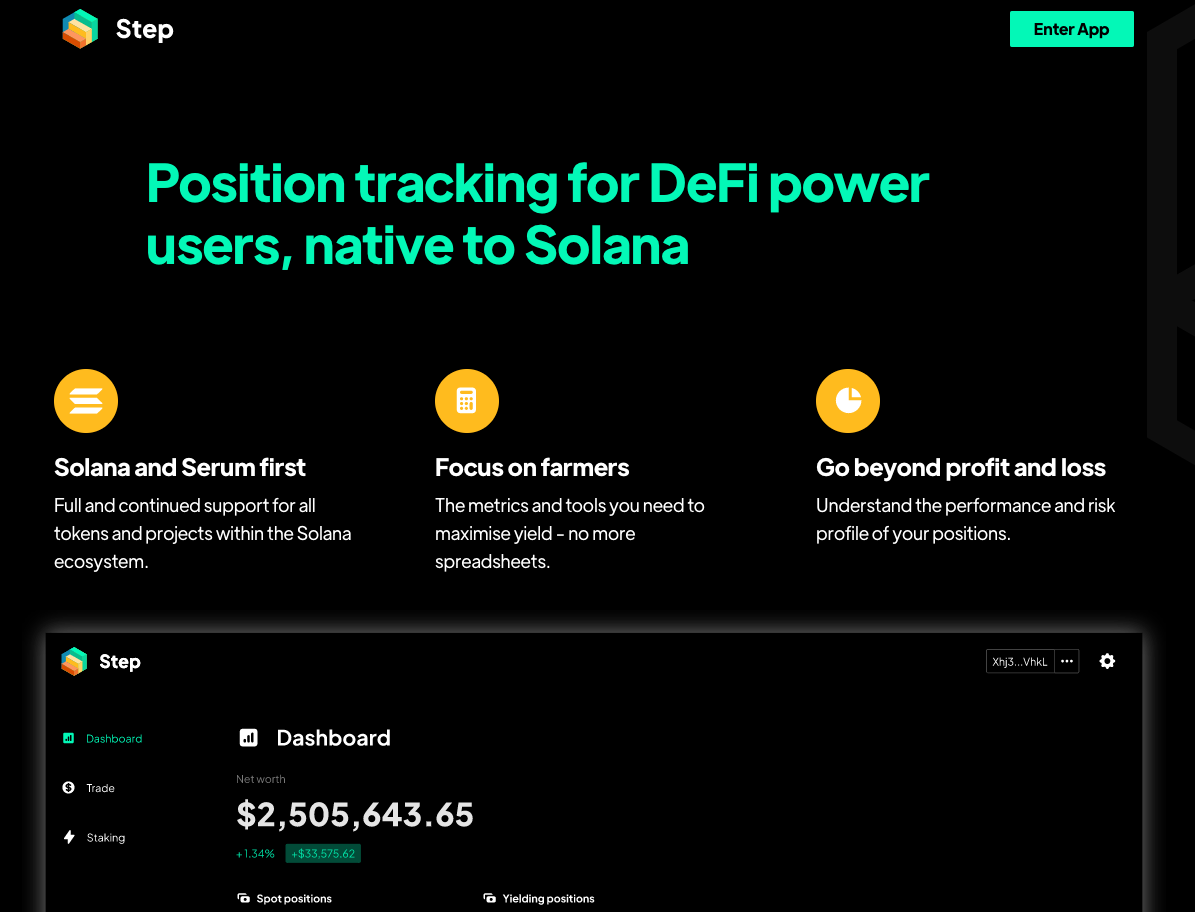 Step
Enter App
Position tracking for DeFi power
users, native to Solana
Solana and Serum first
Full and continued support for all
tokens and projects within the Solana
ecosystem.
Focus on farmers
The metrics and tools you need to
maximise yield - no more
spreadsheets.
Go beyond profit and loss
Understand the performance and risk
profile of your positions.
Step
Xhj3...VhkL
Dashboard
Trade
Staking
Dashboard
Net worth
$2,505,643.65
+1.34% +$33,575.62
Spot positions
Yielding positions